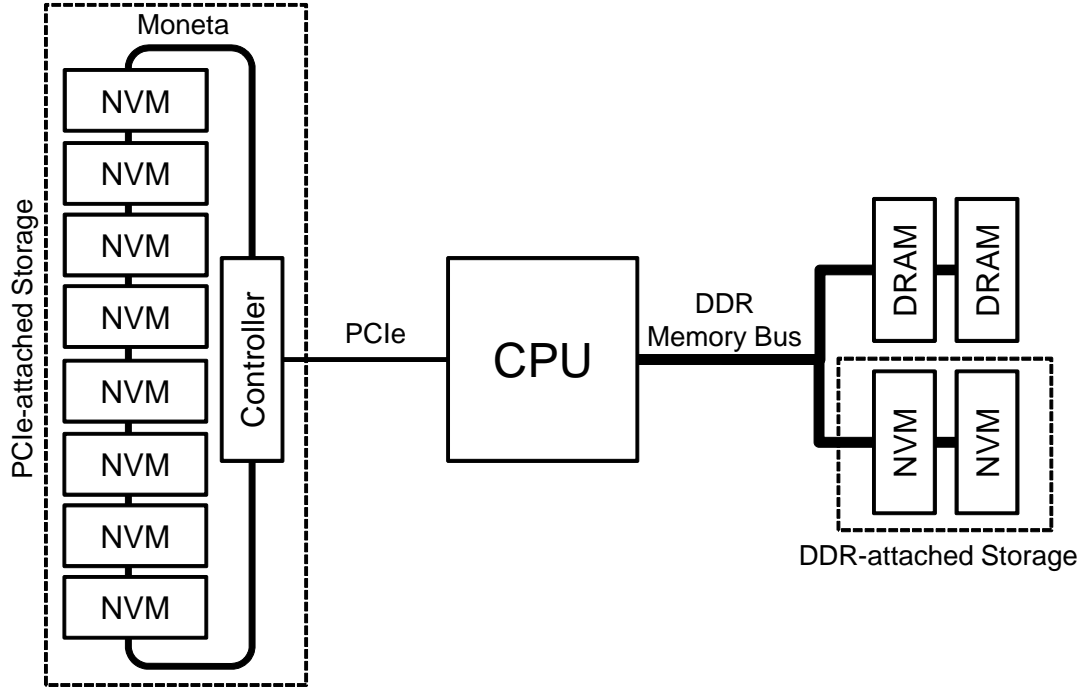 Moneta
NVM
NVM
NVM
NVM
NVM
NVM
NVM
NVM
PCIe-attached Storage
Controller
PCIe
CPU
DDR
Memory Bus
DRAM
DRAM
NVM
NVM
DDR-attached Storage